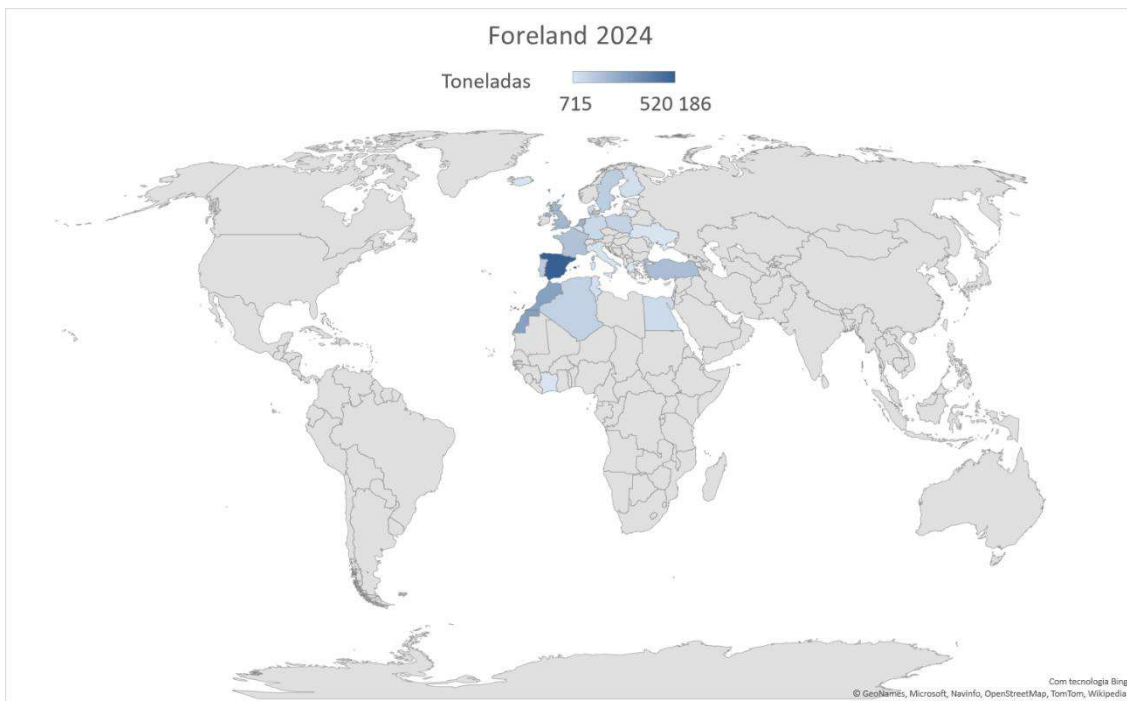 Foreland 2024
Toneladas
715 520 186
Com tecnologia Bing
© GeoNames, Microsoft, Navinfo, OpenStreetMap, TomTom, Wikipedia